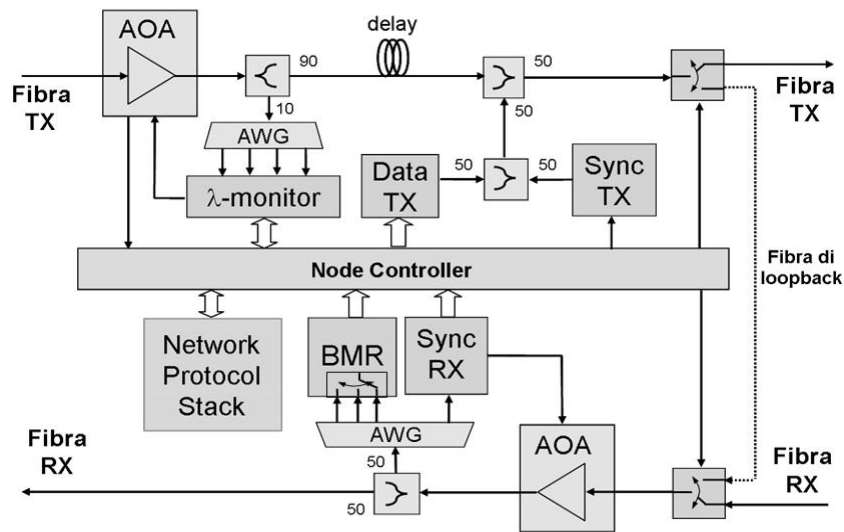 AOA
delay
90
50
Fibra
TX
10
50
Fibra
TX
AWG
λ-monitor
Data
TX
50
50
Sync
TX
Node Controller
Fibra di
loopback
Network
Protocol
Stack
BMR
Sync
RX
AWG
AOA
Fibra
RX
50
50
Fibra
RX